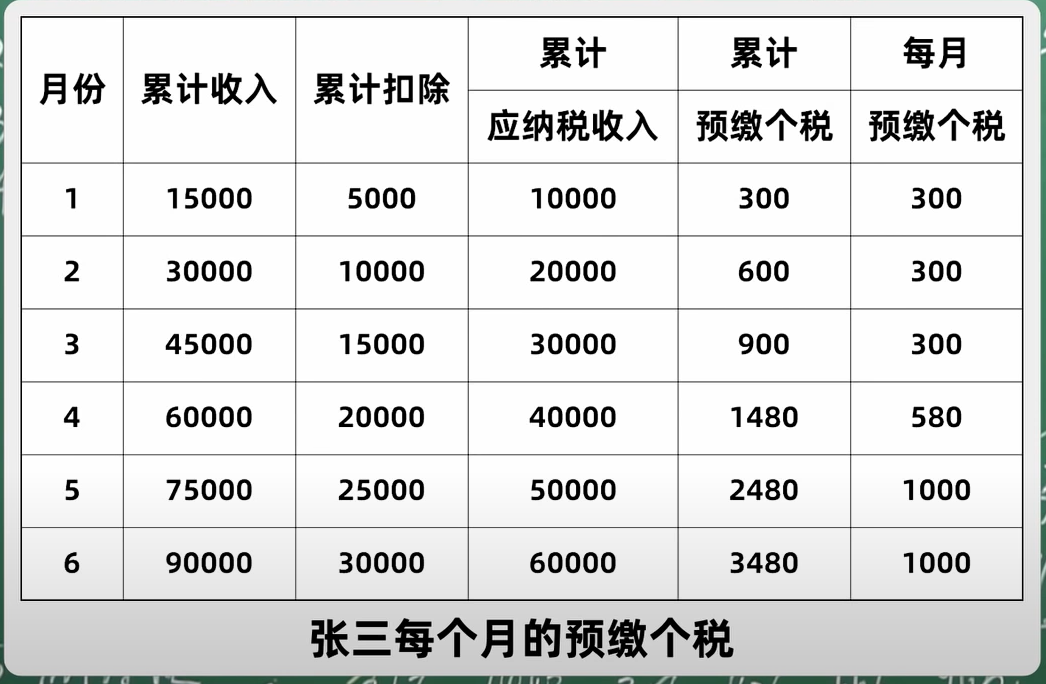 月份 累计收入 累计扣除 累计 累计 每月
应纳税收入 预缴个税 预缴个税
1 15000 5000 10000 300 300
2 30000 10000 20000 600 300
3 45000 15000 30000 900 300
4 60000 20000 40000 1480 580
5 75000 25000 50000 2480 1000
6 90000 30000 60000 3480 1000
张三每个月的预缴个税